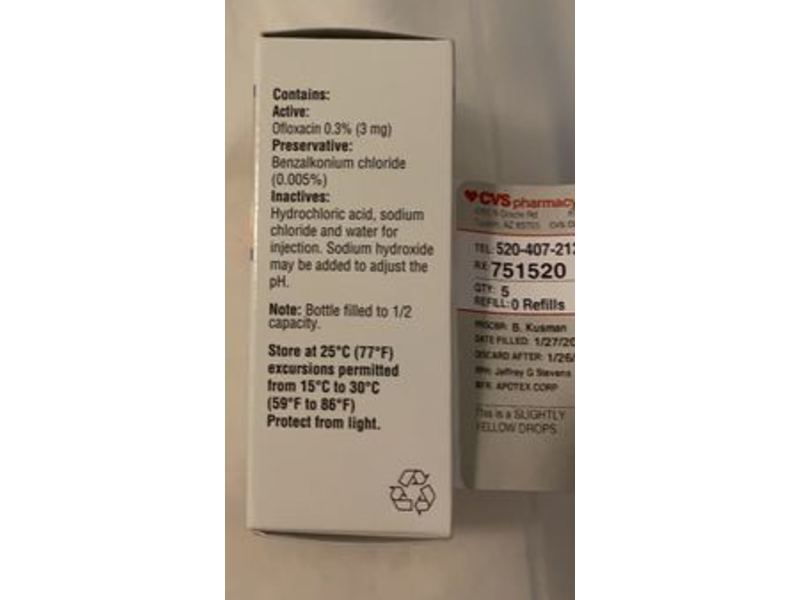 Contains:
Active:
Ofloxacin 0.3% (3 mg)
Preservative:
Benzalkonium chloride
(0.005%)
Inactives:
Hydrochloric acid, sodium
chloride and water for
injection. Sodium hydroxide
may be added to adjust the
pH.
Note: Bottle filled to 1/2
capacity.
Store at 25°C (77°F)
excursions permitted
from 15°C to 30°C
(59°F to 86°F)
Protect from light.
CVS pharmacy
Oracle Rd
AZ
TEL: 520-407-21
RX: 751520
QTY: 5
REFILL: 0 Refills
PRSCBR: B. Kusman
DATE FILLED: 1/27/20
DISCARD AFTER: 1/26/
RPH: Jeffrey G Stevens
MFR: APOTEX CORP
This is a SLIGHTLY
YELLOW DROPS